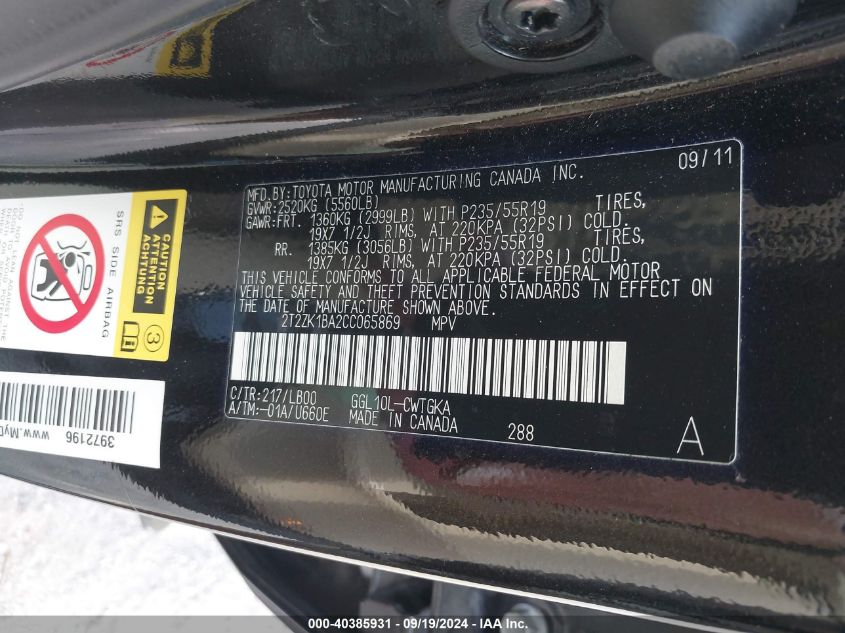 09/11
MFD.BY:TOYOTA MOTOR MANUFACTURING CANADA INC.
GVWR:2520KG (5560LB)
GAWR:FRT. 1360KG (2999LB) WITH P235/55R19 TIRES,
19X7 1/2J RIMS, AT 220KPA (32PSI) COLD.
RR. 1385KG (3056LB) WITH P235/55R19 TIRES,
19X7 1/2J RIMS, AT 220KPA (32PSI) COLD.
THIS VEHICLE CONFORMS TO ALL APPLICABLE FEDERAL MOTOR
VEHICLE SAFETY AND THEFT PREVENTION STANDARDS IN EFFECT ON
THE DATE OF MANUFACTURE SHOWN ABOVE.
2T2ZK1BA2CC065869 MPV
C/TR:217/LB00 GGL10L-CWTGKA
A/TM:-01A/U660E MADE IN CANADA 288
A
CAUTION
ATTENTION
ACHTUNG
SRS SIDE AIRBAG
3
3972196
000-40385931 - 09/19/2024 - IAA Inc.